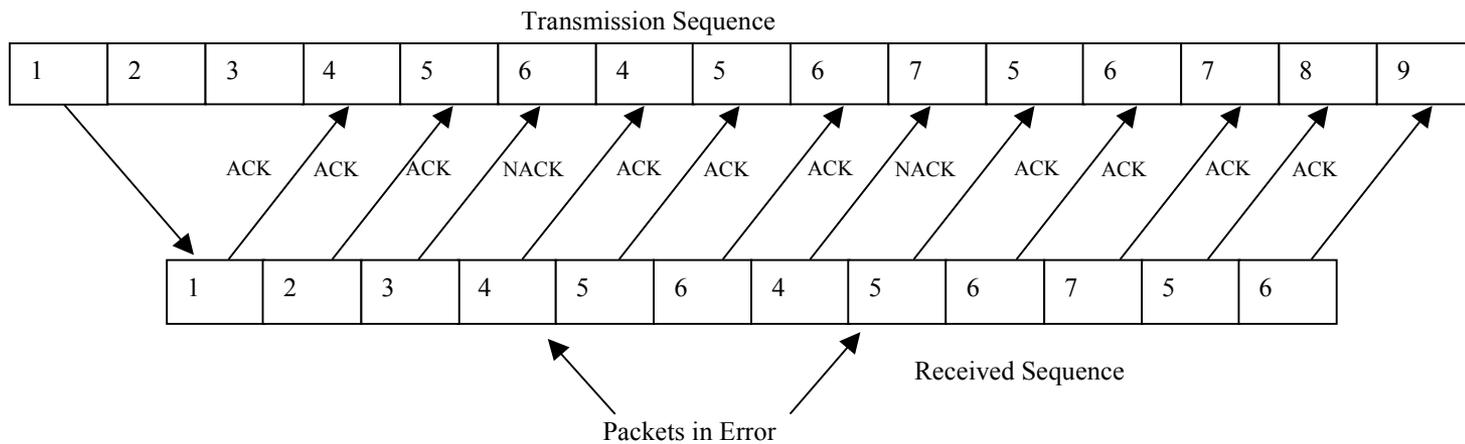 Transmission Sequence
1 2 3 4 5 6 4 5 6 7 5 6 7 8 9
ACK ACK ACK NACK ACK ACK ACK NACK ACK ACK ACK ACK
1 2 3 4 5 6 4 5 6 7 5 6
Received Sequence
Packets in Error